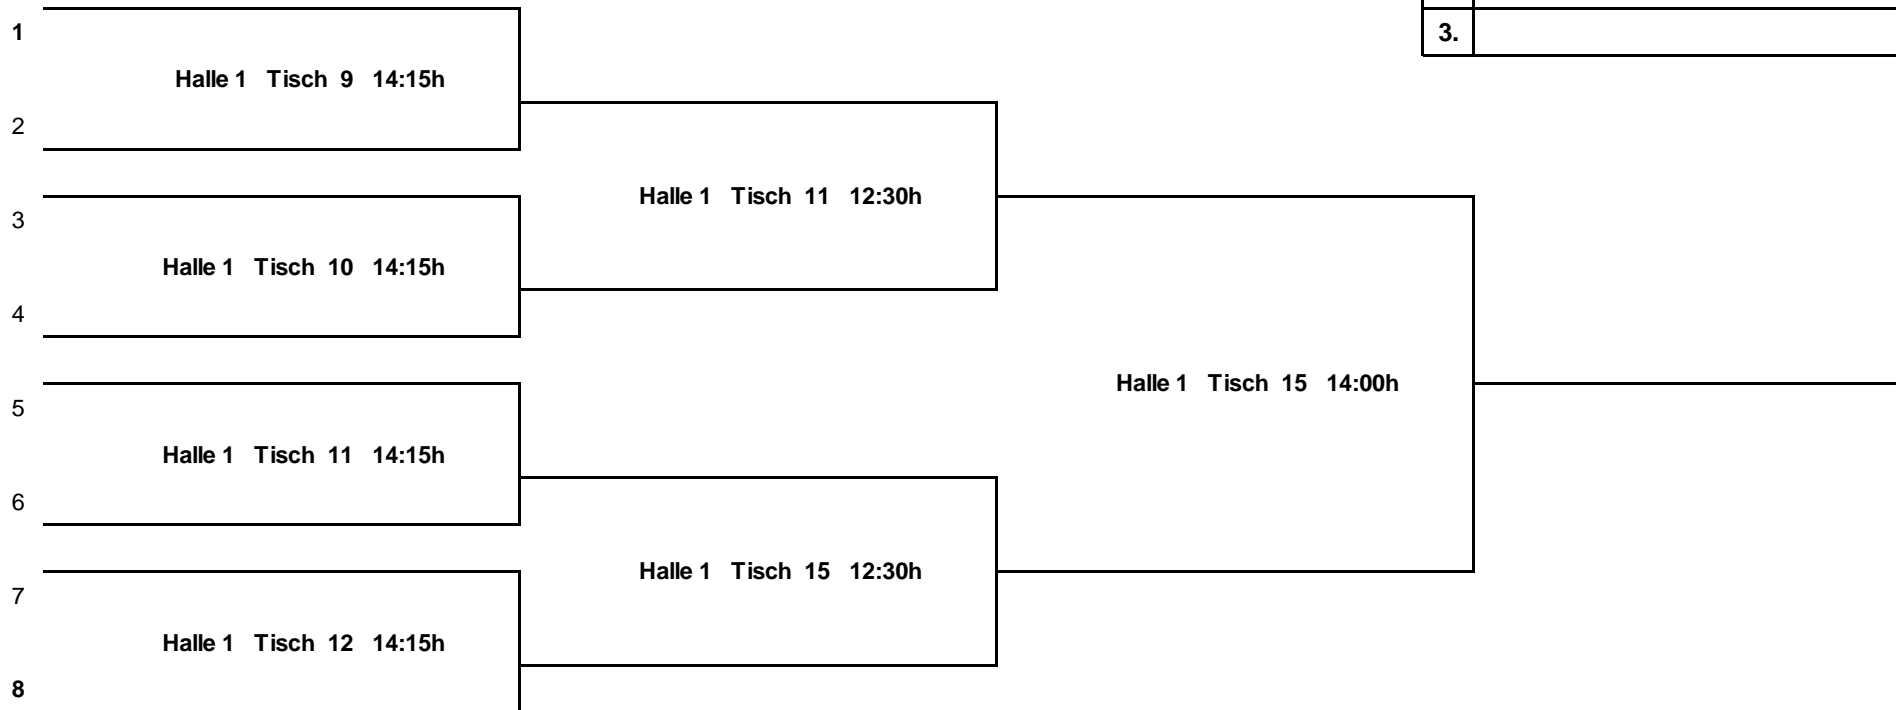 1
3.
Halle 1 Tisch 9 14:15h
2
Halle 1 Tisch 11 12:30h
3
Halle 1 Tisch 10 14:15h
4
Halle 1 Tisch 15 14:00h
5
Halle 1 Tisch 11 14:15h
6
Halle 1 Tisch 15 12:30h
7
Halle 1 Tisch 12 14:15h
8